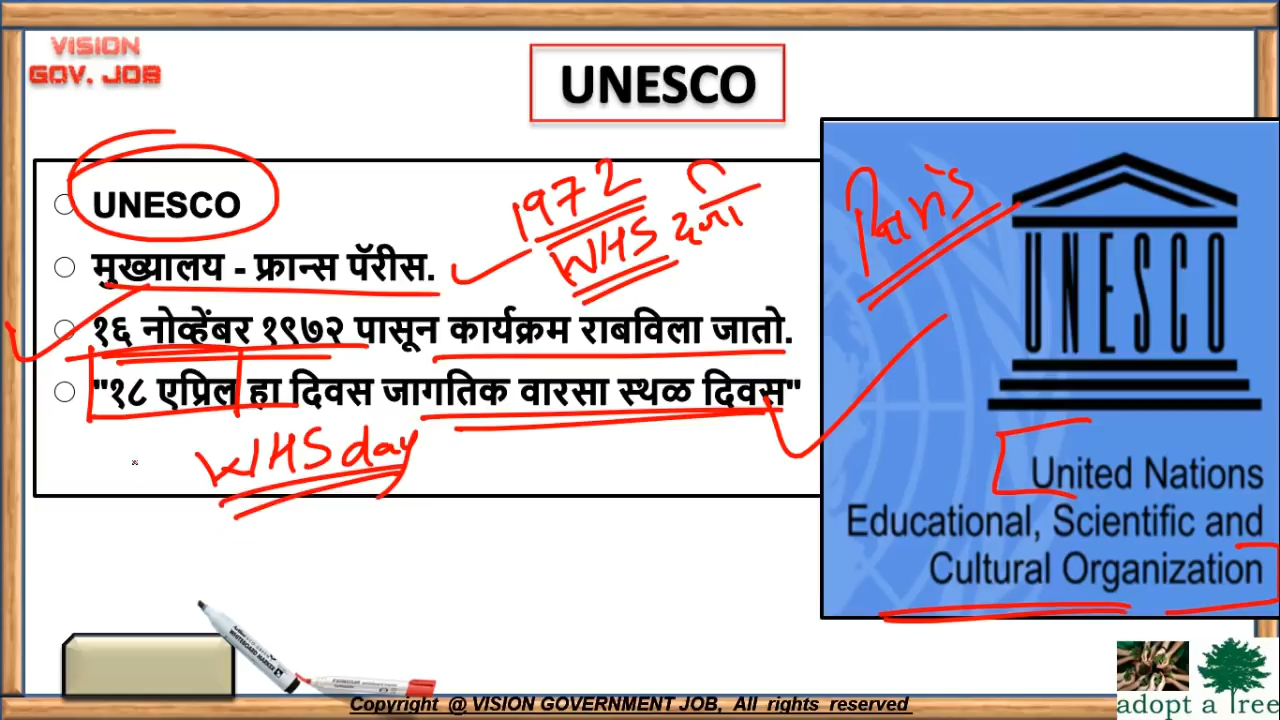 VISION
GOV. JOB
UNESCO
UNESCO
मुख्यालय - फ्रान्स पॅरीस.
१६ नोव्हेंबर १९७२ पासून कार्यक्रम राबविला जातो.
"१८ एप्रिल हा दिवस जागतिक वारसा स्थळ दिवस"
1972
WHS
WHS day
Paris
UNESCO
United Nations
Educational, Scientific and
Cultural Organization
Copyright @ VISION GOVERNMENT JOB, All rights reserved
adopt a Tree